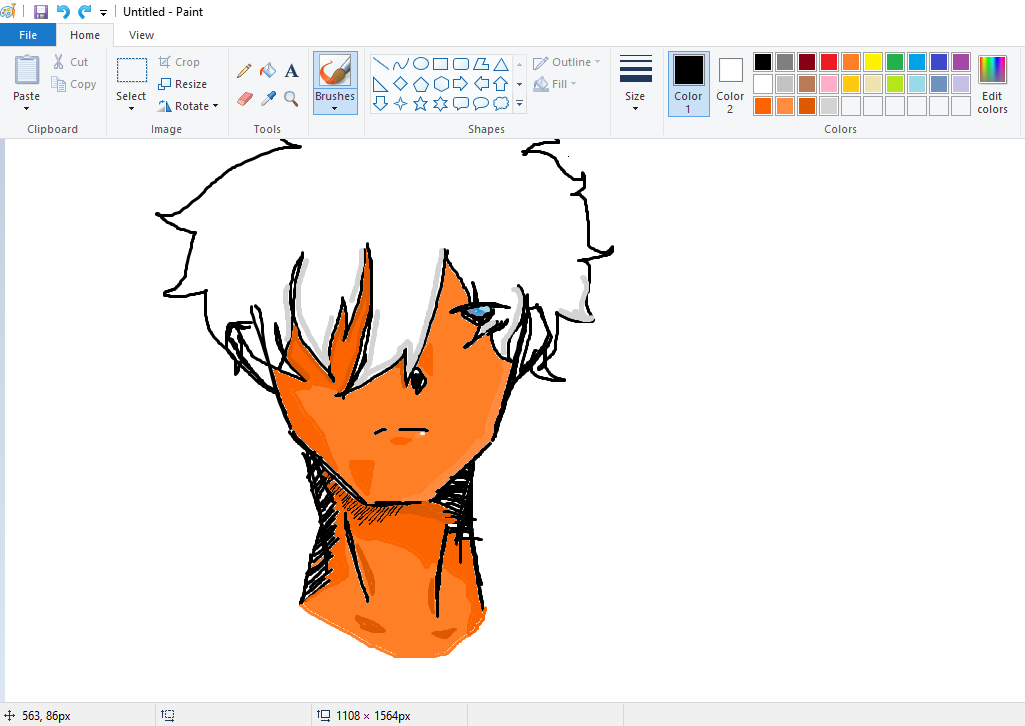 Untitled - Paint
File Home View
Paste Cut Copy Clipboard
Select Crop Resize Rotate Image
Tools
Brushes
Shapes Outline Fill
Size
Color 1 Color 2 Edit colors Colors
563, 86px 1108 × 1564px